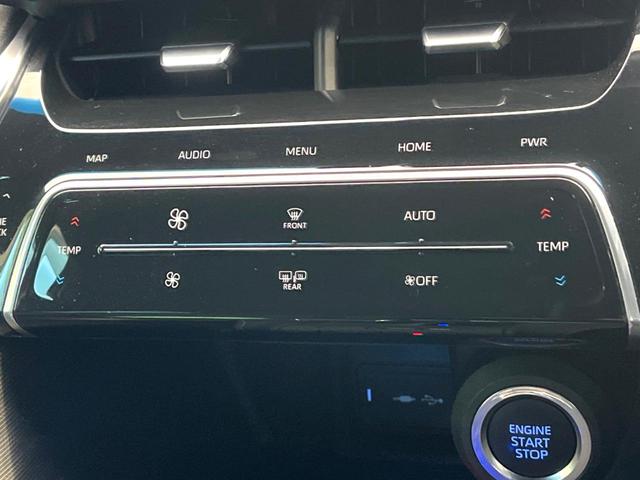 MAP AUDIO MENU HOME PWR
FRONT AUTO
TEMP TEMP
REAR OFF
ENGINE
START
STOP